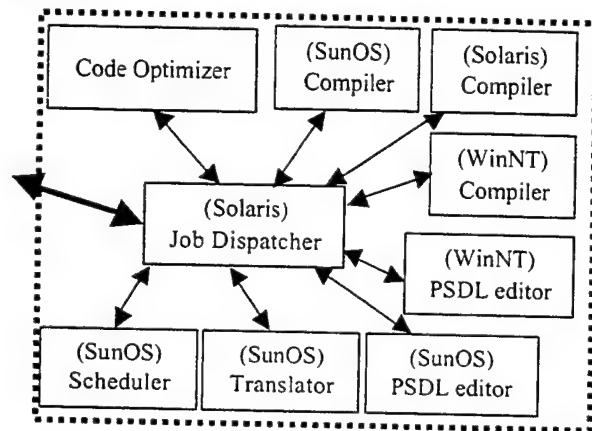 Code Optimizer
(SunOS)
Compiler
(Solaris)
Compiler
(WinNT)
Compiler
(Solaris)
Job Dispatcher
(WinNT)
PSDL editor
(SunOS)
Scheduler
(SunOS)
Translator
(SunOS)
PSDL editor